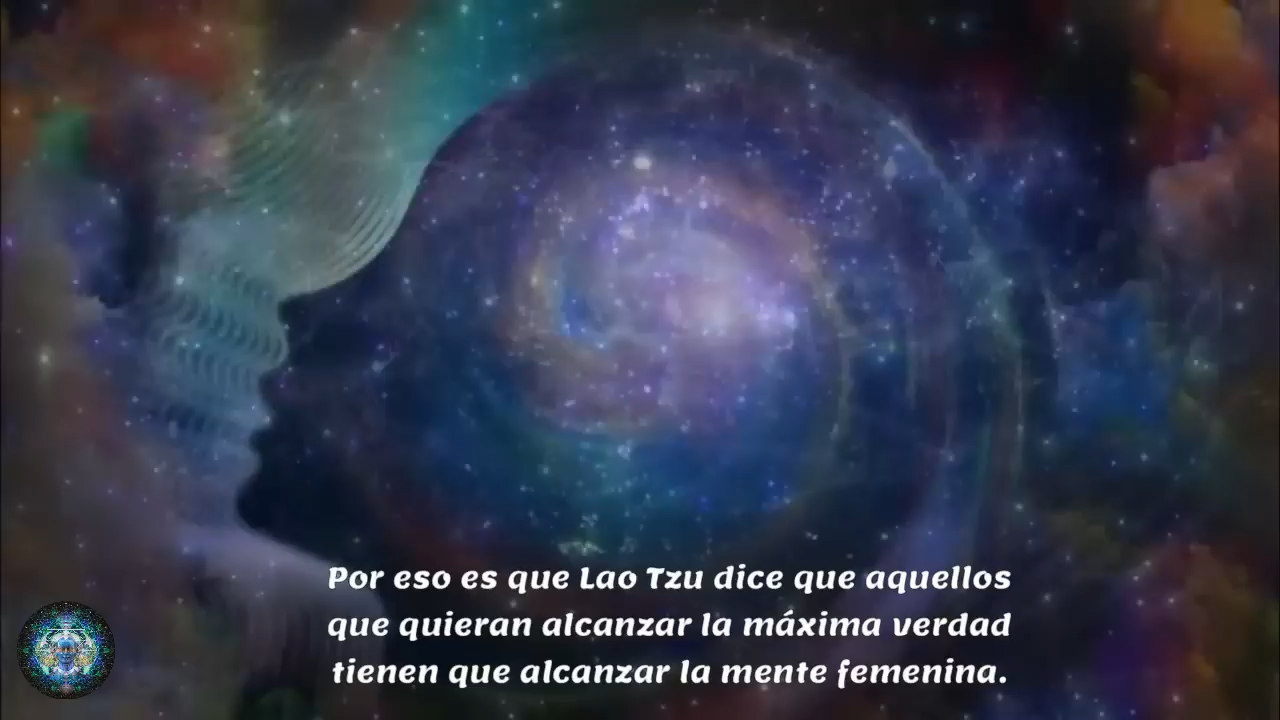 Por eso es que Lao Tzu dice que aquellos
que quieran alcanzar la máxima verdad
tienen que alcanzar la mente femenina.